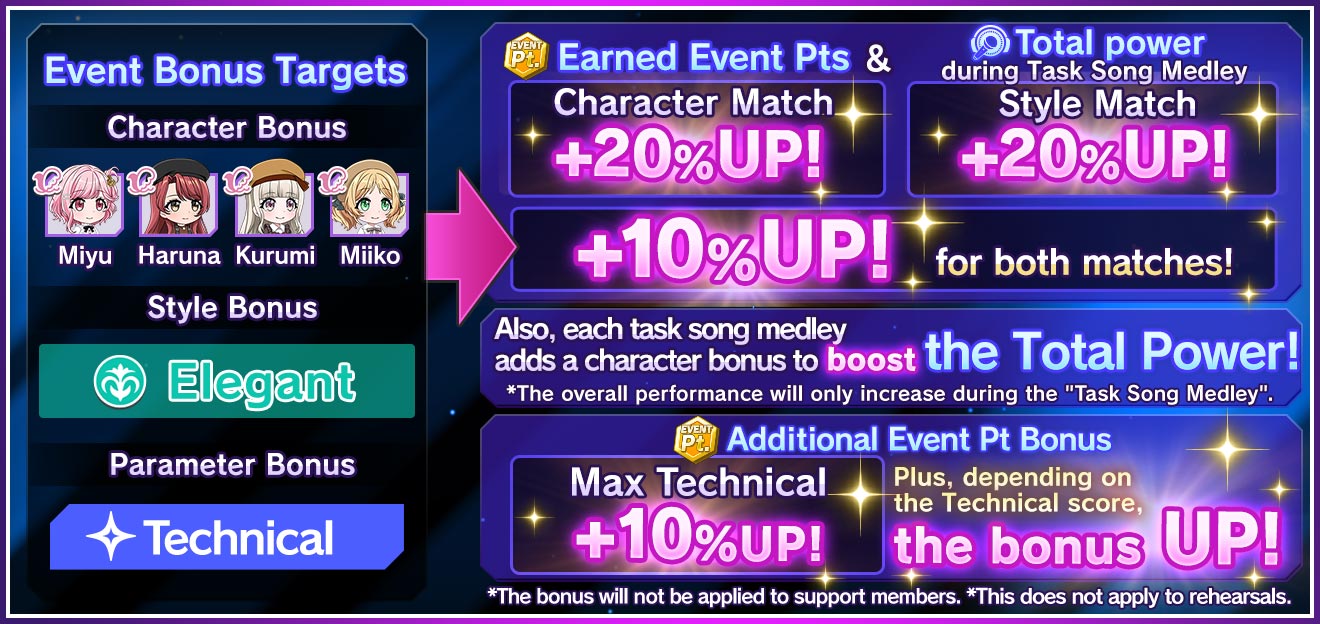 Event Bonus Targets
Character Bonus
Miyu Haruna Kurumi Miiko
Style Bonus
Elegant
Parameter Bonus
Technical
EVENT Pt. Earned Event Pts & Total power
during Task Song Medley
Character Match
+20%UP!
Style Match
+20%UP!
+10%UP! for both matches!
Also, each task song medley
adds a character bonus to boost the Total Power!
*The overall performance will only increase during the "Task Song Medley".
EVENT Pt. Additional Event Pt Bonus
Max Technical
+10%UP!
Plus, depending on
the Technical score,
the bonus UP!
*The bonus will not be applied to support members. *This does not apply to rehearsals.